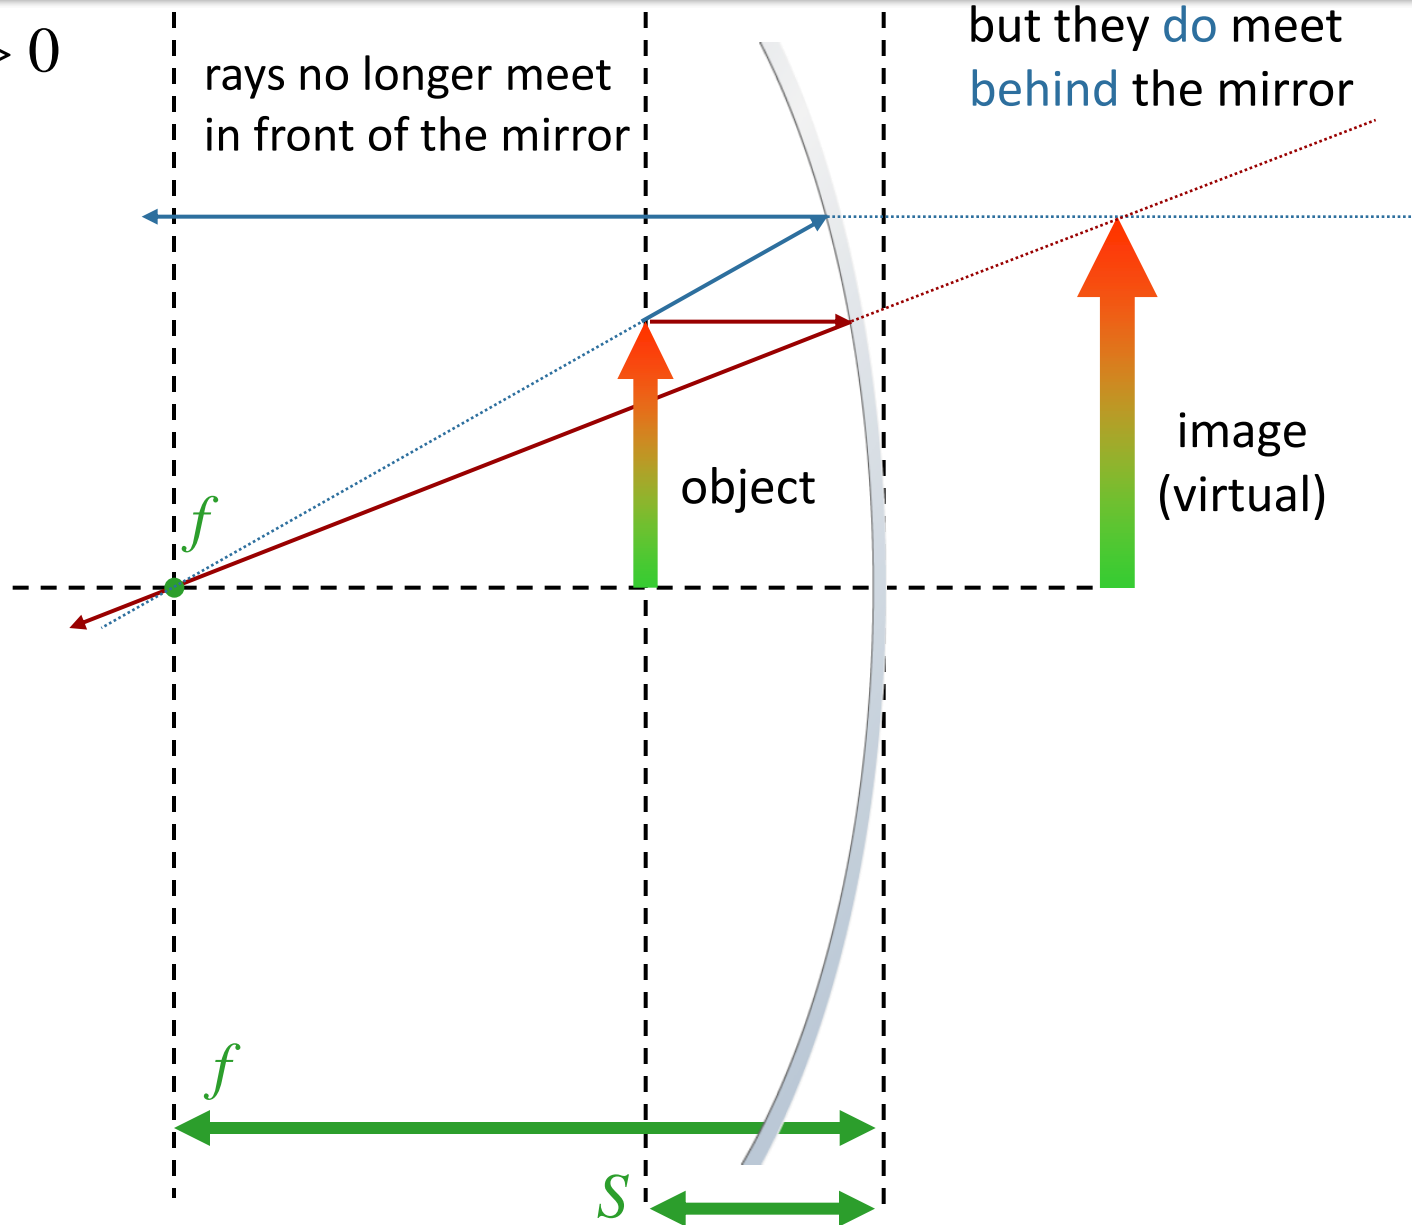 > 0
rays no longer meet
in front of the mirror
but they do meet
behind the mirror
f
object
image
(virtual)
f
S